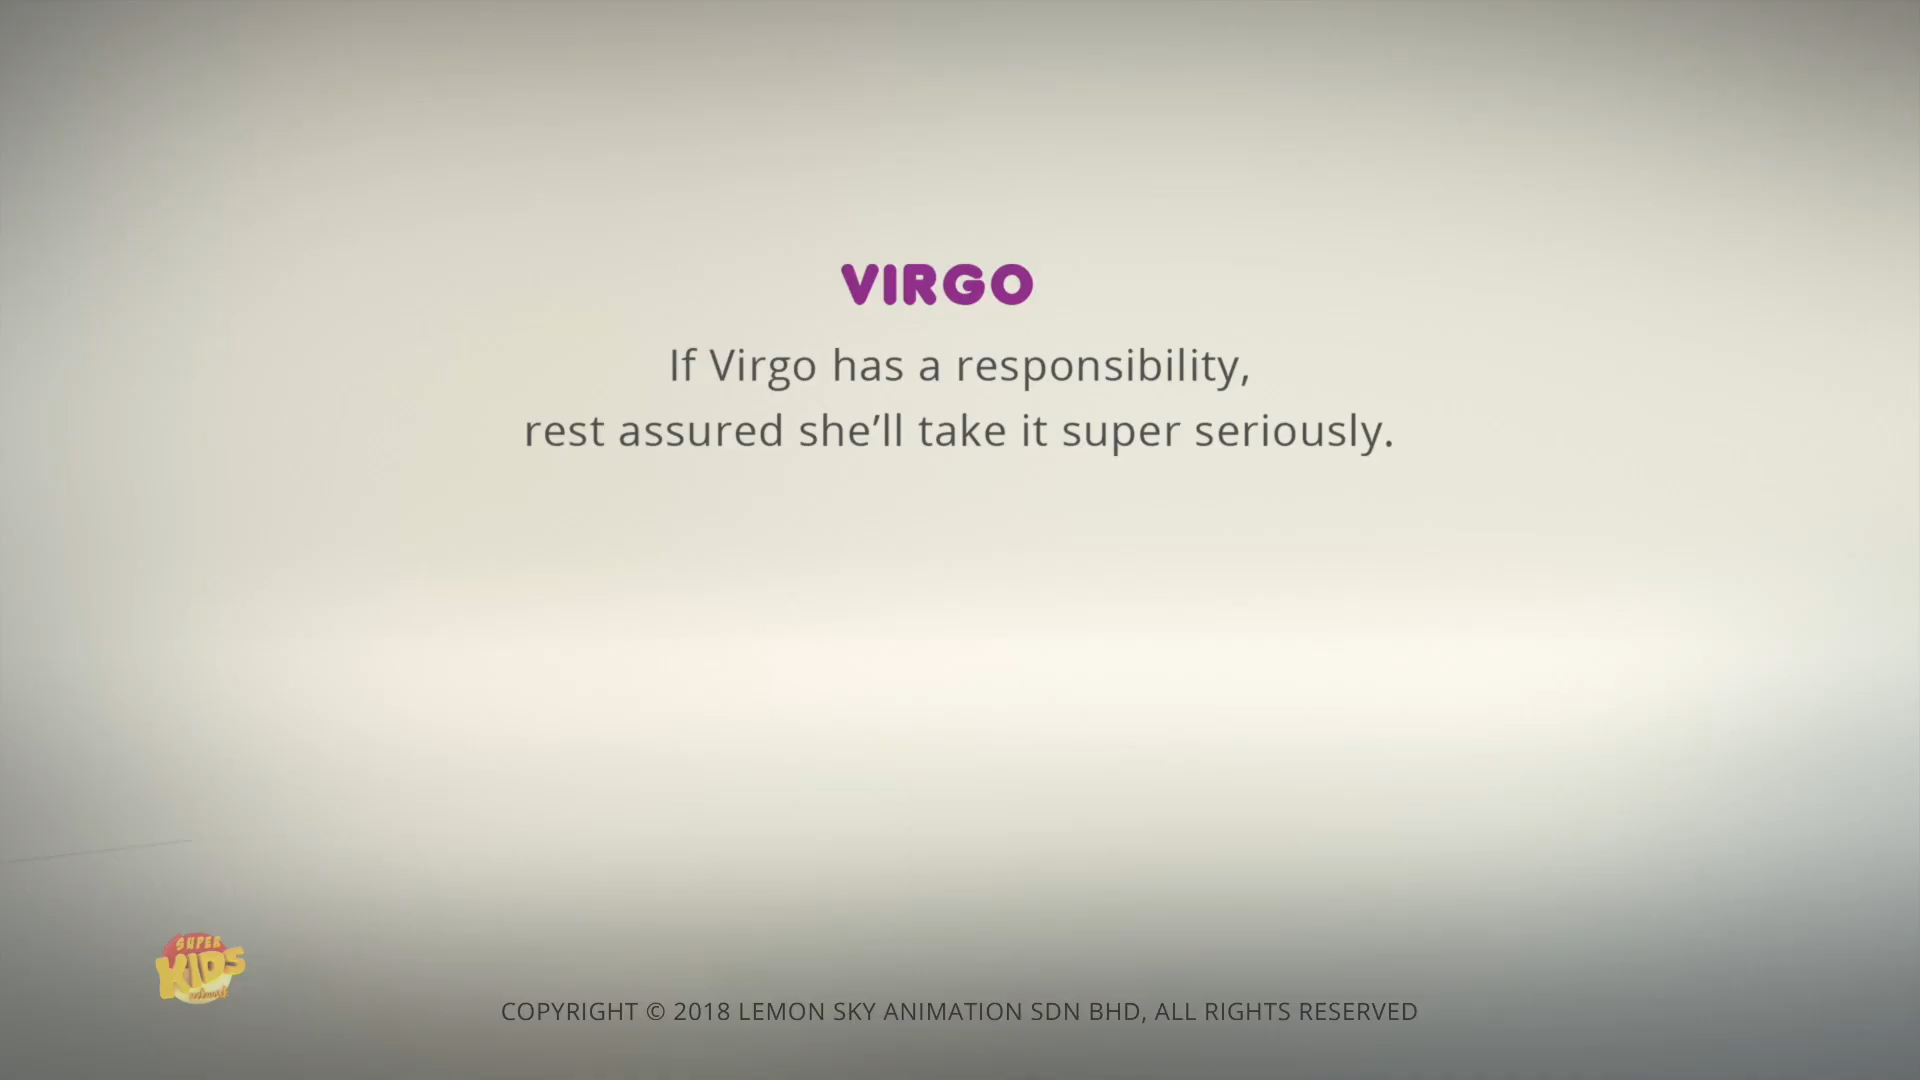 VIRGO
If Virgo has a responsibility,
rest assured she’ll take it super seriously.
SUPER
KIDS
COPYRIGHT © 2018 LEMON SKY ANIMATION SDN BHD, ALL RIGHTS RESERVED